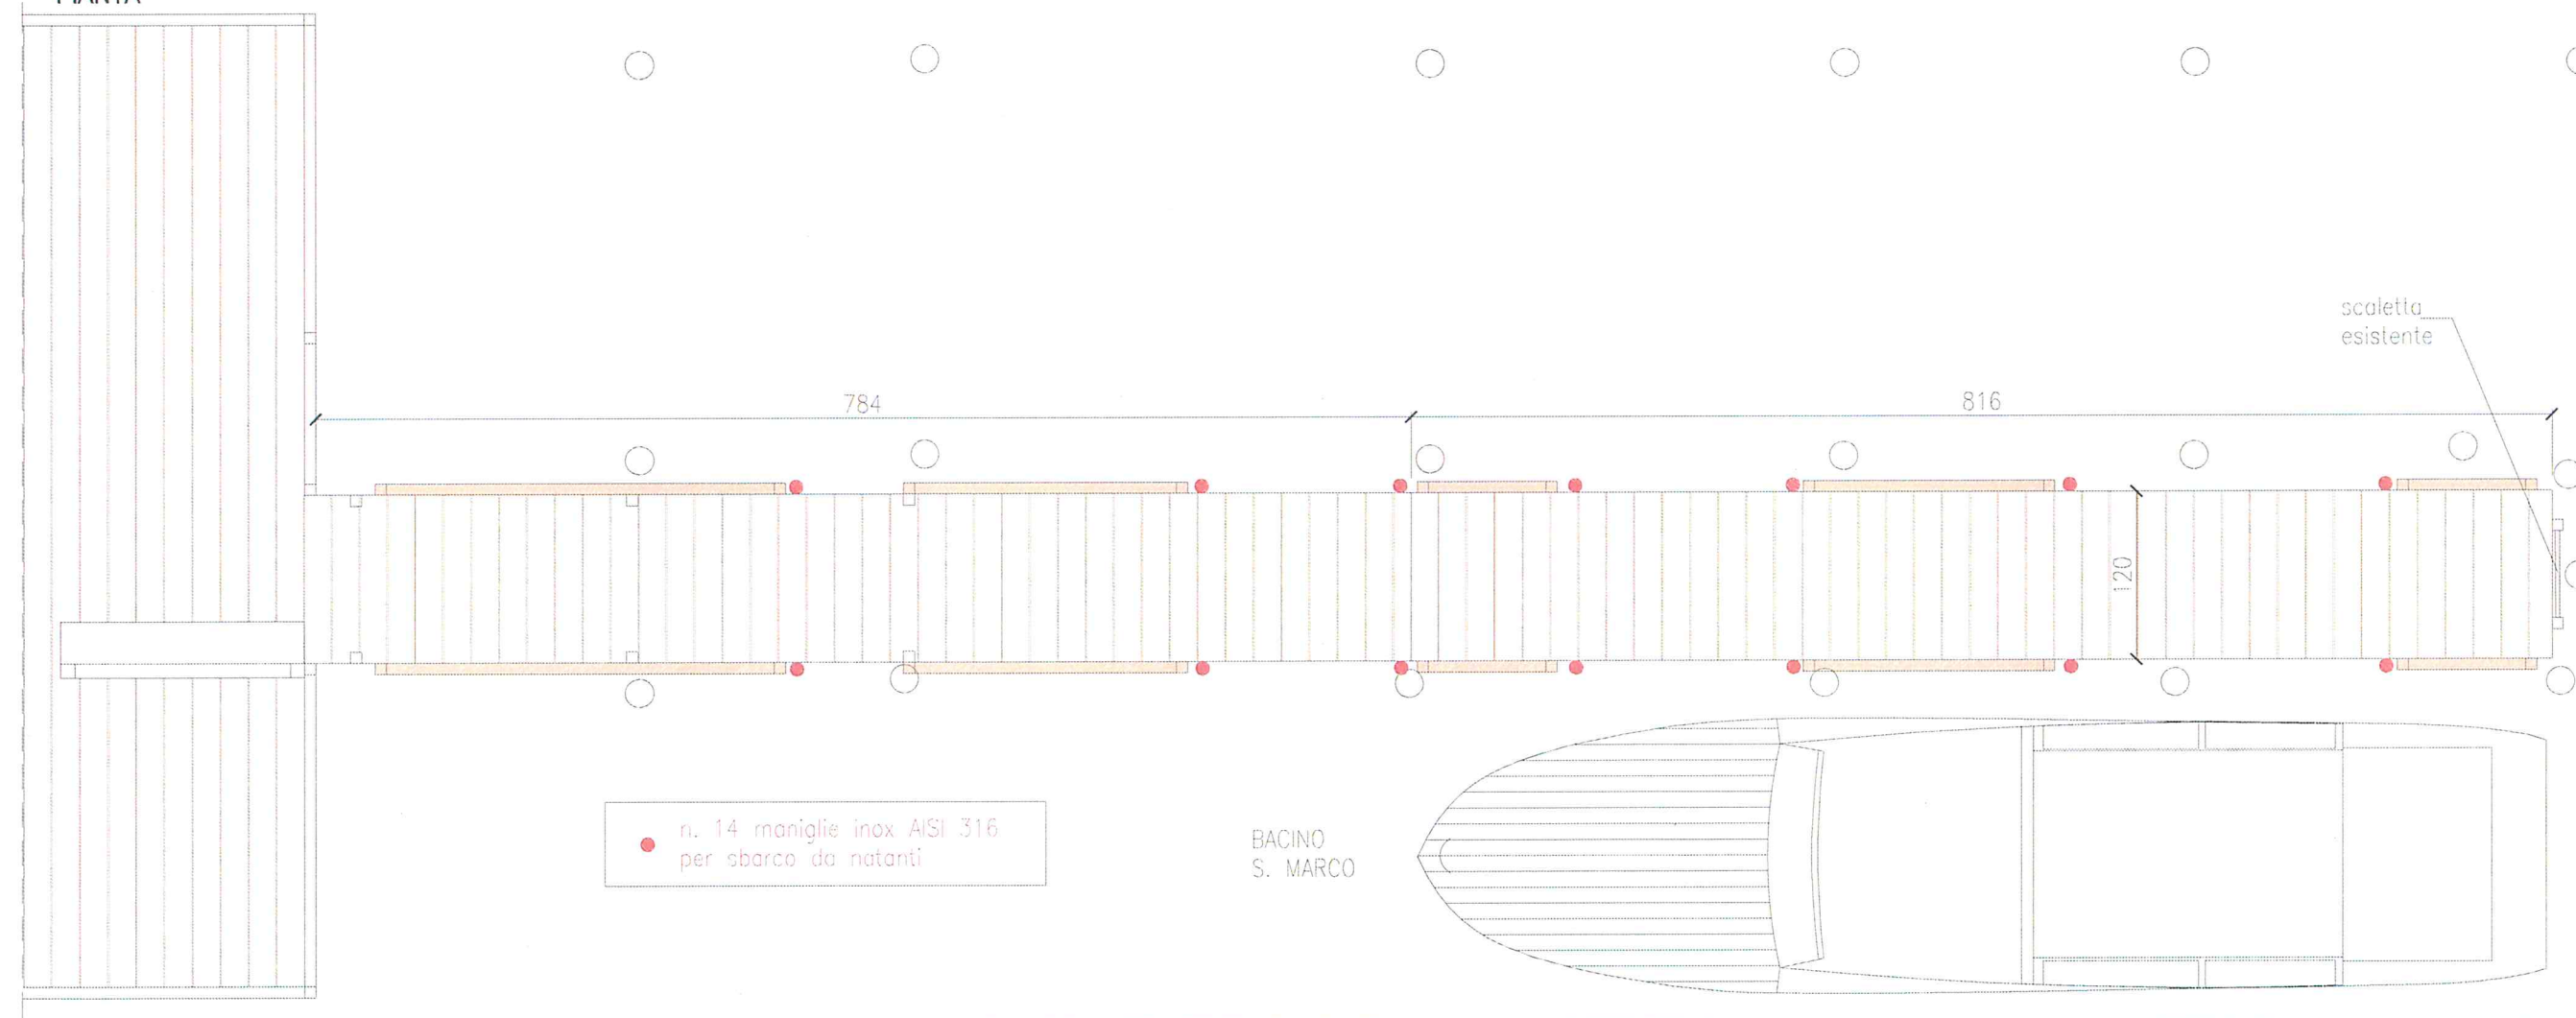 PIANTA
scaletta
esistente
784
816
120
n. 14 maniglie inox AISI 316
per sbarco da natanti
BACINO
S. MARCO